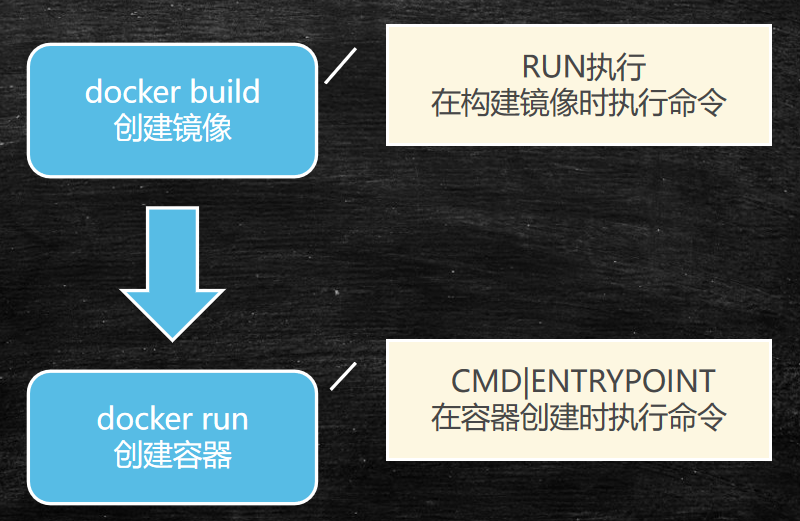 docker build
创建镜像
RUN执行
在构建镜像时执行命令
docker run
创建容器
CMD|ENTRYPOINT
在容器创建时执行命令